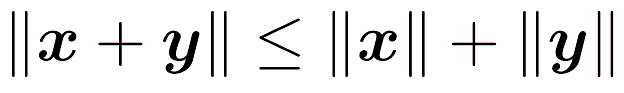 ‖𝒙 + 𝒚‖ ≤ ‖𝒙‖ + ‖𝒚‖